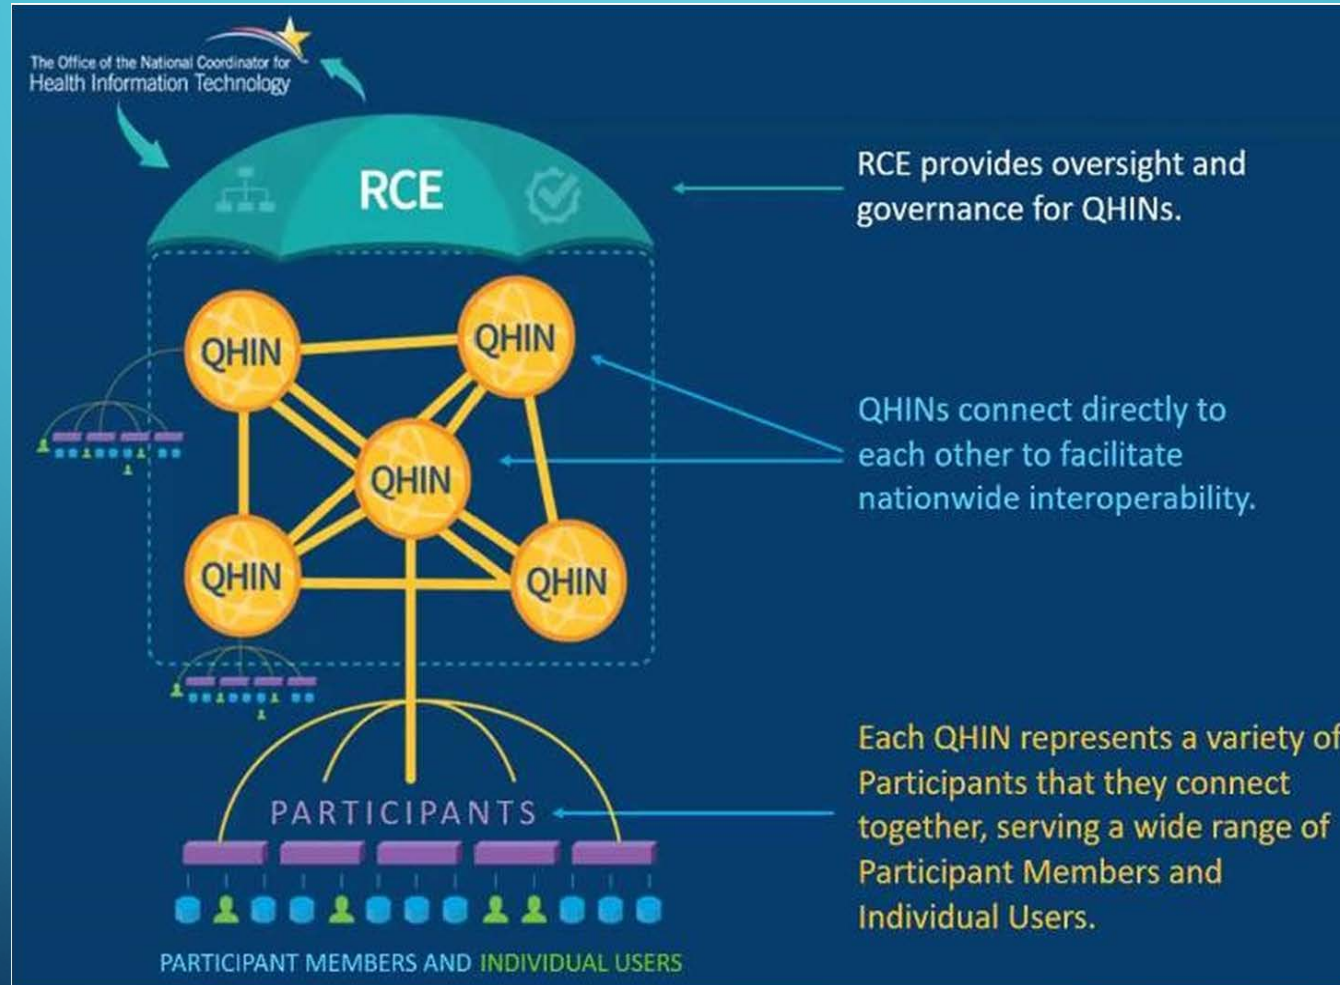 The Office of the National Coordinator for
Health Information Technology
RCE
RCE provides oversight and
governance for QHINs.
QHIN
QHIN
QHIN
QHIN
QHIN
QHINs connect directly to
each other to facilitate
nationwide interoperability.
Each QHIN represents a variety of
Participants that they connect
together, serving a wide range of
Participant Members and
Individual Users.
PARTICIPANTS
PARTICIPANT MEMBERS AND INDIVIDUAL USERS